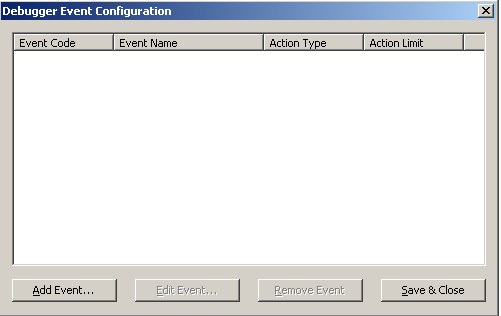 Debugger Event Configuration
Event Code Event Name Action Type Action Limit
Add Event... Edit Event... Remove Event Save & Close